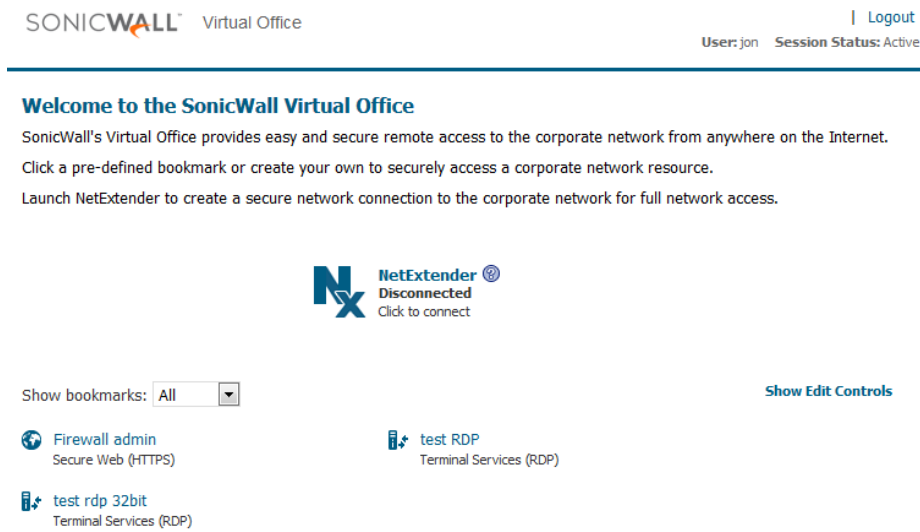 SONICWALL Virtual Office
| Logout
User: jon Session Status: Active
Welcome to the SonicWall Virtual Office
SonicWall's Virtual Office provides easy and secure remote access to the corporate network from anywhere on the Internet.
Click a pre-defined bookmark or create your own to securely access a corporate network resource.
Launch NetExtender to create a secure network connection to the corporate network for full network access.
Nx
NetExtender ?
Disconnected
Click to connect
Show bookmarks: All
Show Edit Controls
Firewall admin
Secure Web (HTTPS)
test RDP
Terminal Services (RDP)
test rdp 32bit
Terminal Services (RDP)